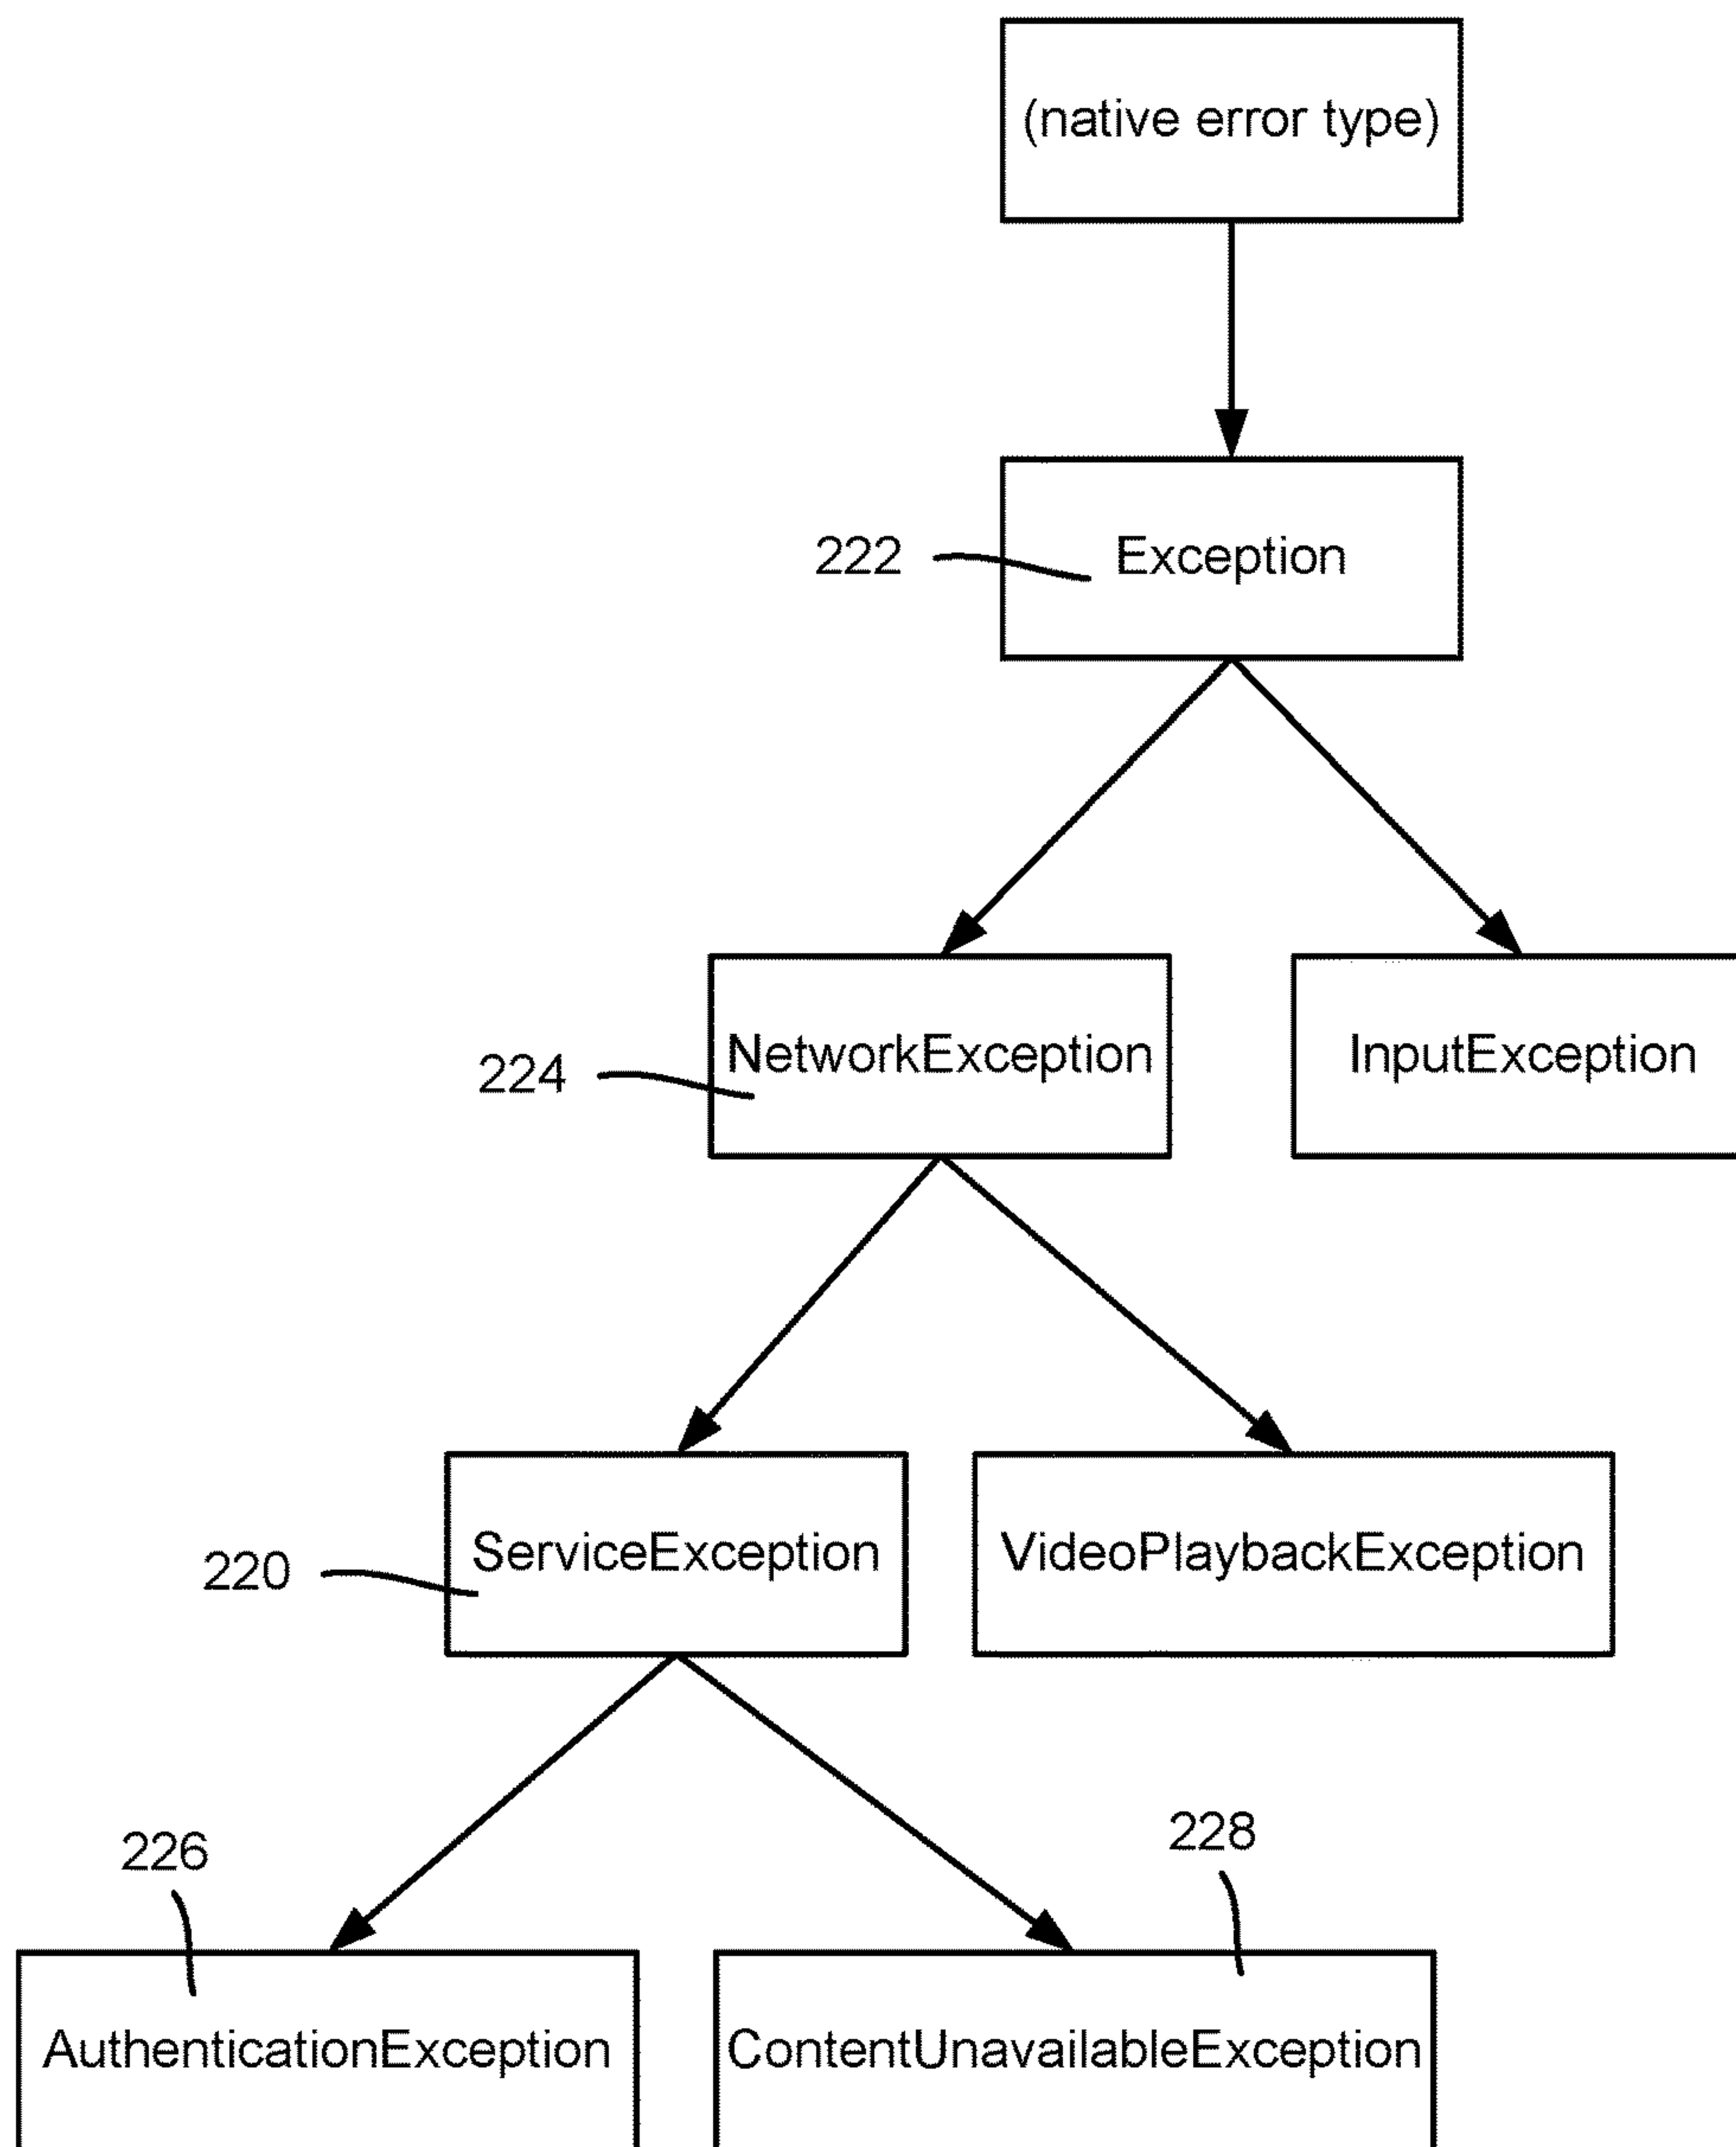 (native error type)
222
Exception
224
NetworkException
InputException
220
ServiceException
VideoPlaybackException
226
228
AuthenticationException
ContentUnavailableException